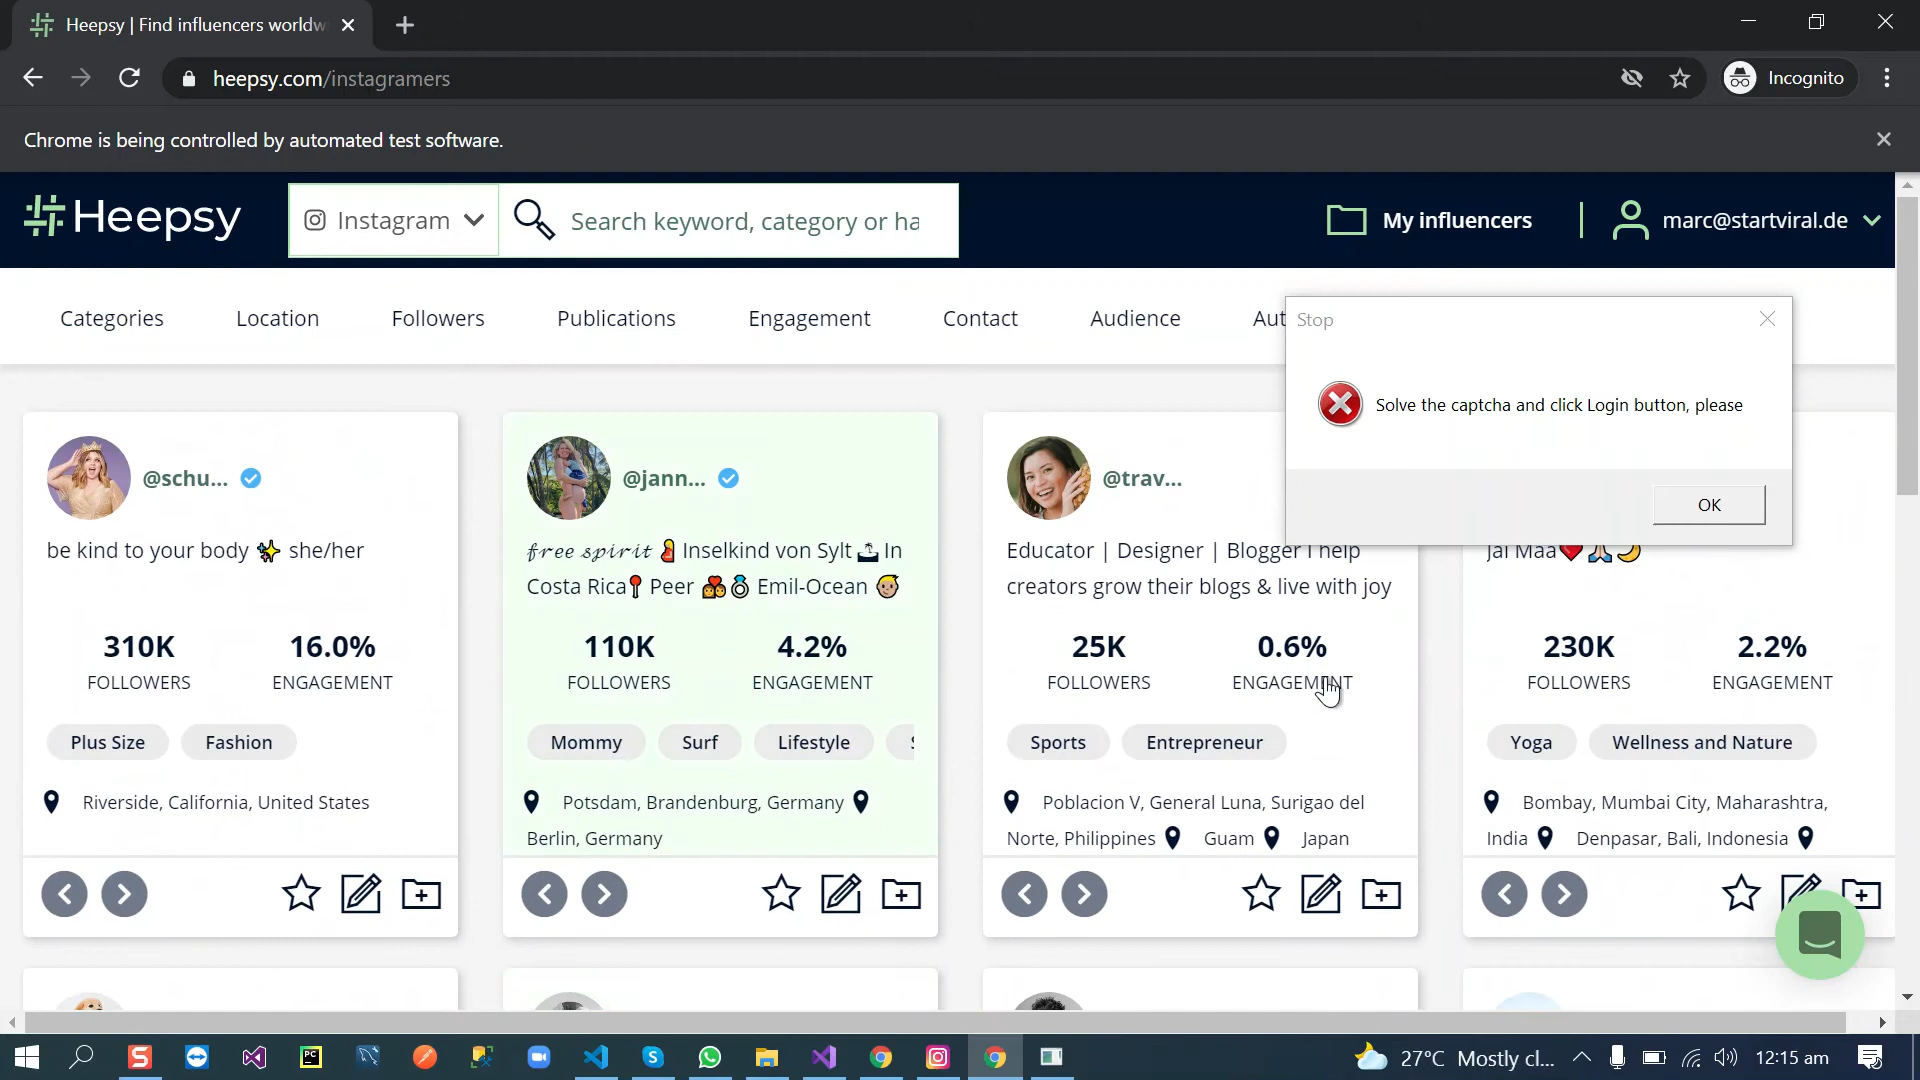 Heepsy | Find influencers worldw
heepsy.com/instagramers
Incognito
Chrome is being controlled by automated test software.
Heepsy
Instagram
Search keyword, category or ha
My influencers
marc@startviral.de
Categories
Location
Followers
Publications
Engagement
Contact
Audience
Aut
Stop
Solve the captcha and click Login button, please
OK
@schu...
be kind to your body ✨ she/her
310K
16.0%
FOLLOWERS
ENGAGEMENT
Plus Size
Fashion
Riverside, California, United States
@jann...
𝓯𝓻𝓮𝓮 𝓼𝓹𝓲𝓻𝓲𝓽 Inselkind von Sylt In
Costa Rica Peer Emil-Ocean
110K
4.2%
FOLLOWERS
ENGAGEMENT
Mommy
Surf
Lifestyle
Potsdam, Brandenburg, Germany
Berlin, Germany
@trav...
Educator | Designer | Blogger I help
creators grow their blogs & live with joy
25K
0.6%
FOLLOWERS
ENGAGEMENT
Sports
Entrepreneur
Poblacion V, General Luna, Surigao del
Norte, Philippines Guam Japan
Jai Maa
230K
2.2%
FOLLOWERS
ENGAGEMENT
Yoga
Wellness and Nature
Bombay, Mumbai City, Maharashtra,
India Denpasar, Bali, Indonesia
27°C Mostly cl...
12:15 am